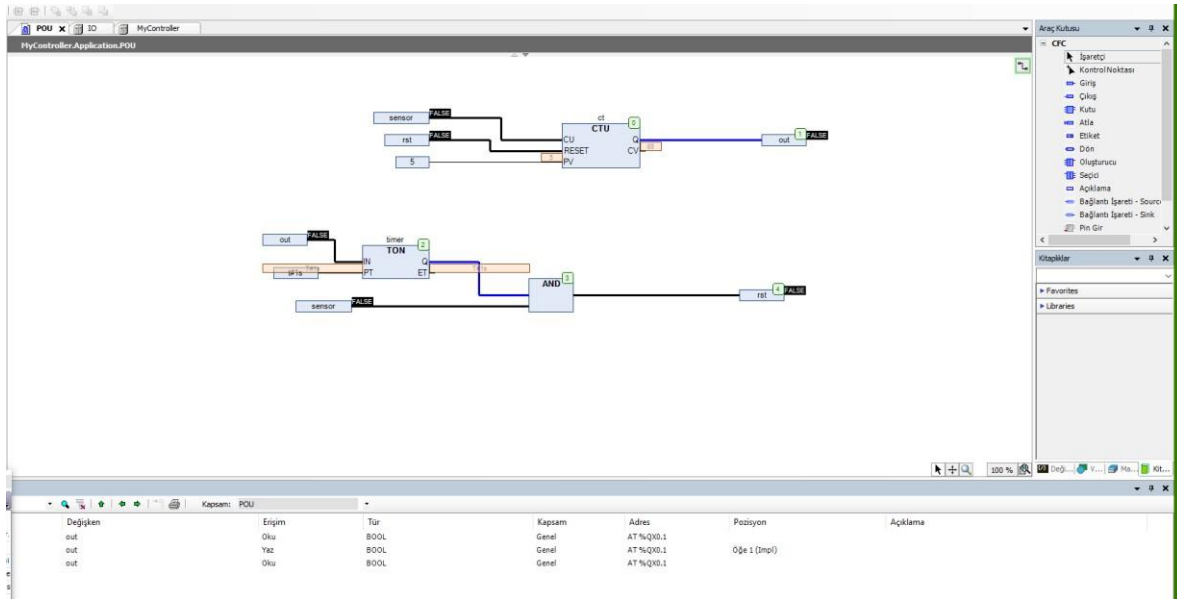 POU
IO
MyController
MyController.Application.POU
sensor
FALSE
rst
FALSE
5
5
ct
0
CTU
CU
RESET
PV
Q
CV
out
1
FALSE
out
FALSE
timer
2
TON
IN
PT
Q
ET
sensor
FALSE
3
AND
rst
4
FALSE
100 %
Araç Kutusu
CFC
İşaretçi
Kontrol Noktası
Giriş
Çıkış
Kutu
Atla
Etiket
Dön
Oluşturucu
Seçici
Açıklama
Bağlantı İşareti - Source
Bağlantı İşareti - Sink
Pin Gir
Kitaplıklar
Favorites
Libraries
Deği...
V...
Ma...
Kit...
Kapsam: POU
Değişken Erişim Tür Kapsam Adres Pozisyon Açıklama
out Oku BOOL Genel AT %QX0.1
out Yaz BOOL Genel AT %QX0.1 Öğe 1 (Impl)
out Oku BOOL Genel AT %QX0.1